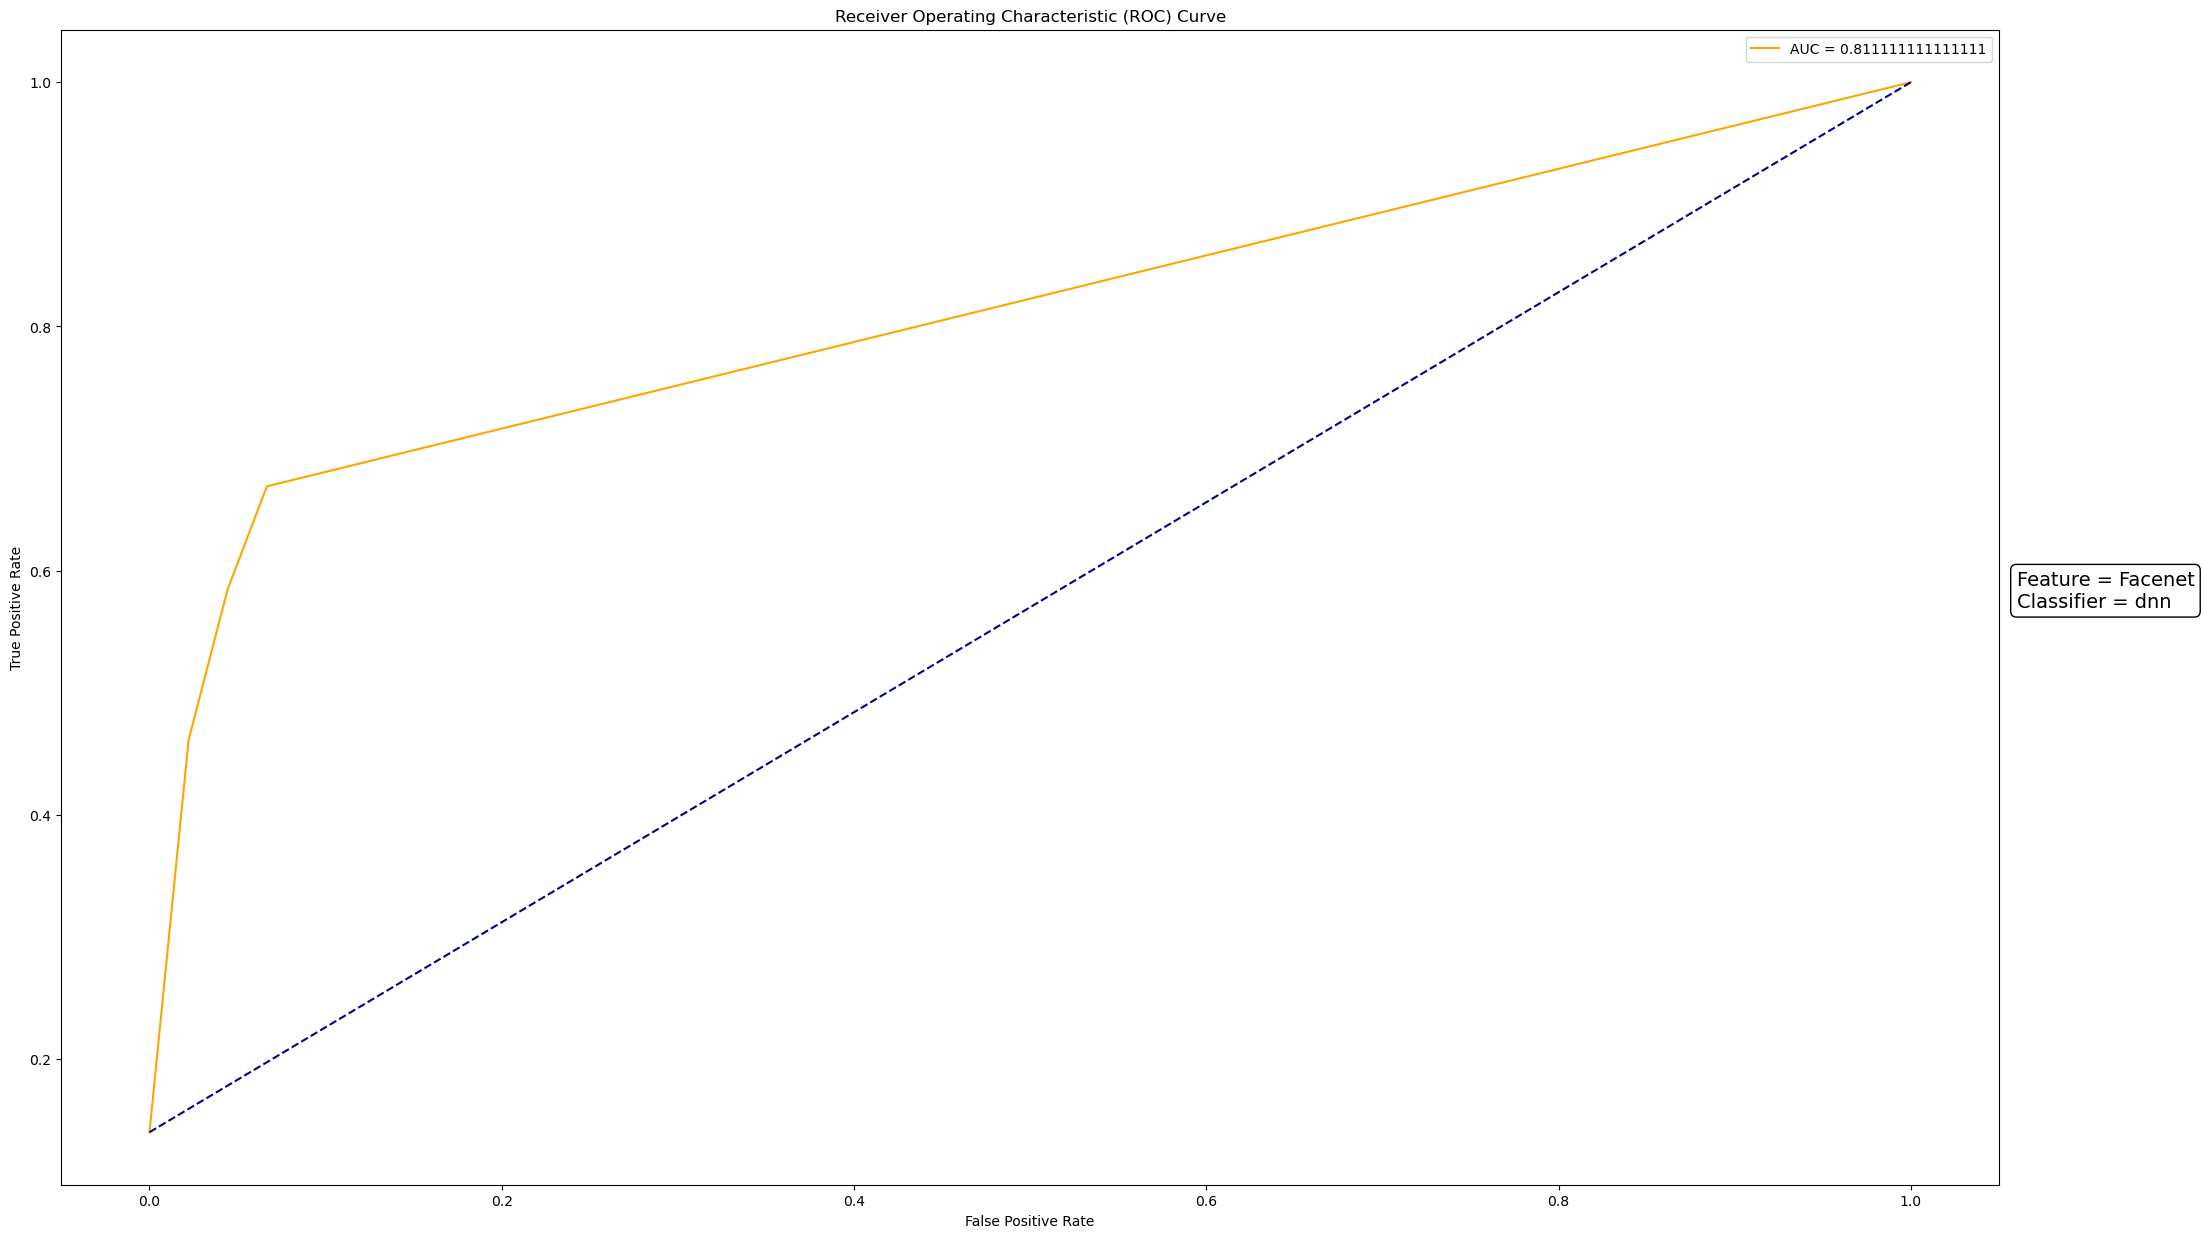 Receiver Operating Characteristic (ROC) Curve
AUC = 0.811111111111111
1.0
0.8
0.6
0.4
0.2
True Positive Rate
Feature = Facenet
Classifier = dnn
0.0
0.2
0.4
0.6
0.8
1.0
False Positive Rate